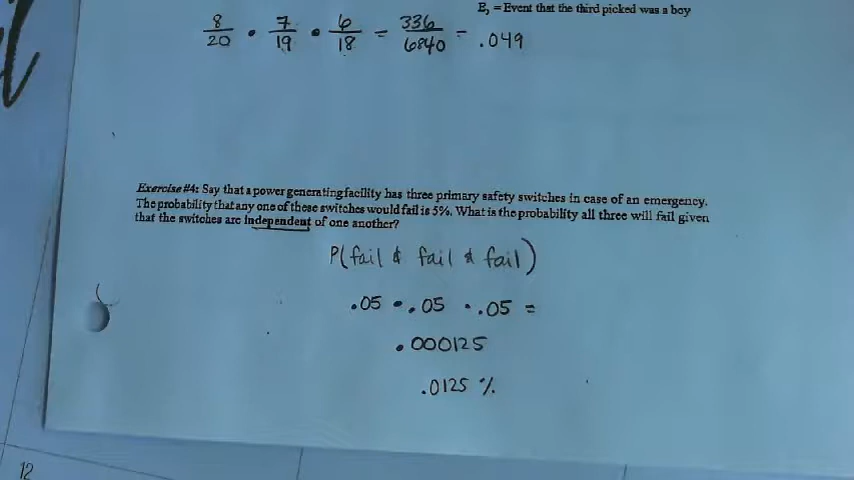 E₃ = Event that the third picked was a boy
8/20 • 7/19 • 6/18 = 336/6840 = .049
Exercise #4: Say that a power generating facility has three primary safety switches in case of an emergency.
The probability that any one of these switches would fail is 5%. What is the probability all three will fail given
that the switches are independent of one another?
P(fail & fail & fail)
.05 • .05 • .05 =
.000125
.0125 %
12